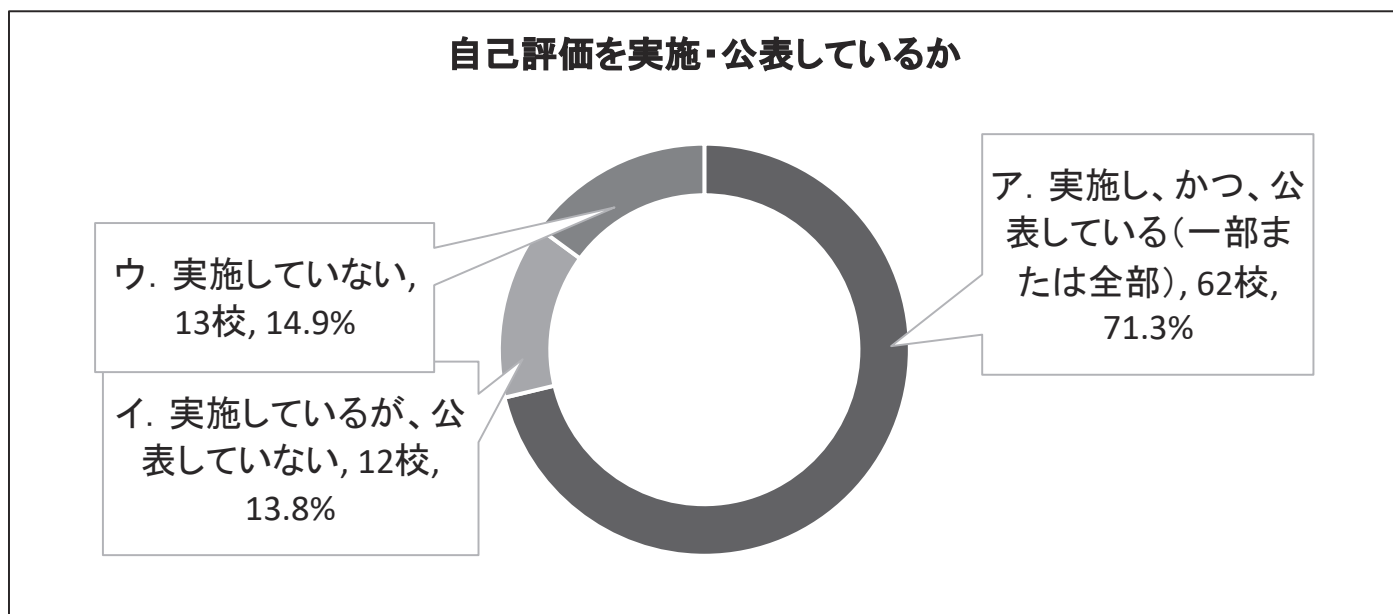 自己評価を実施・公表しているか
ア．実施し、かつ、公
表している（一部ま
たは全部）, 62校,
71.3%
ウ．実施していない,
13校, 14.9%
イ．実施しているが、公
表していない, 12校,
13.8%